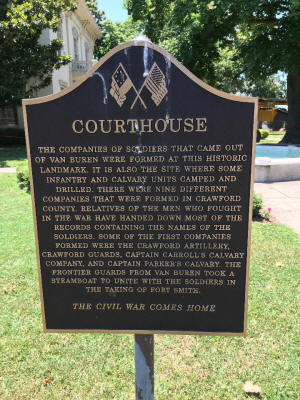 COURTHOUSE
THE COMPANIES OF SOLDIERS THAT CAME OUT
OF VAN BUREN WERE FORMED AT THIS HISTORIC
LANDMARK. IT IS ALSO THE SITE WHERE SOME
INFANTRY AND CALVARY UNITS CAMPED AND
DRILLED. THERE WERE NINE DIFFERENT
COMPANIES THAT WERE FORMED IN CRAWFORD
COUNTY. RELATIVES OF THE MEN WHO FOUGHT
IN THE WAR HAVE HANDED DOWN MOST OF THE
RECORDS CONTAINING THE NAMES OF THE
SOLDIERS. SOME OF THE FIRST COMPANIES
FORMED WERE THE CRAWFORD ARTILLERY,
CRAWFORD GUARDS, CAPTAIN CARROLL'S CALVARY
COMPANY, AND CAPTAIN PARKER'S CALVARY. THE
FRONTIER GUARDS FROM VAN BUREN TOOK A
STEAMBOAT TO UNITE WITH THE SOLDIERS IN
THE TAKING OF FORT SMITH.
THE CIVIL WAR COMES HOME